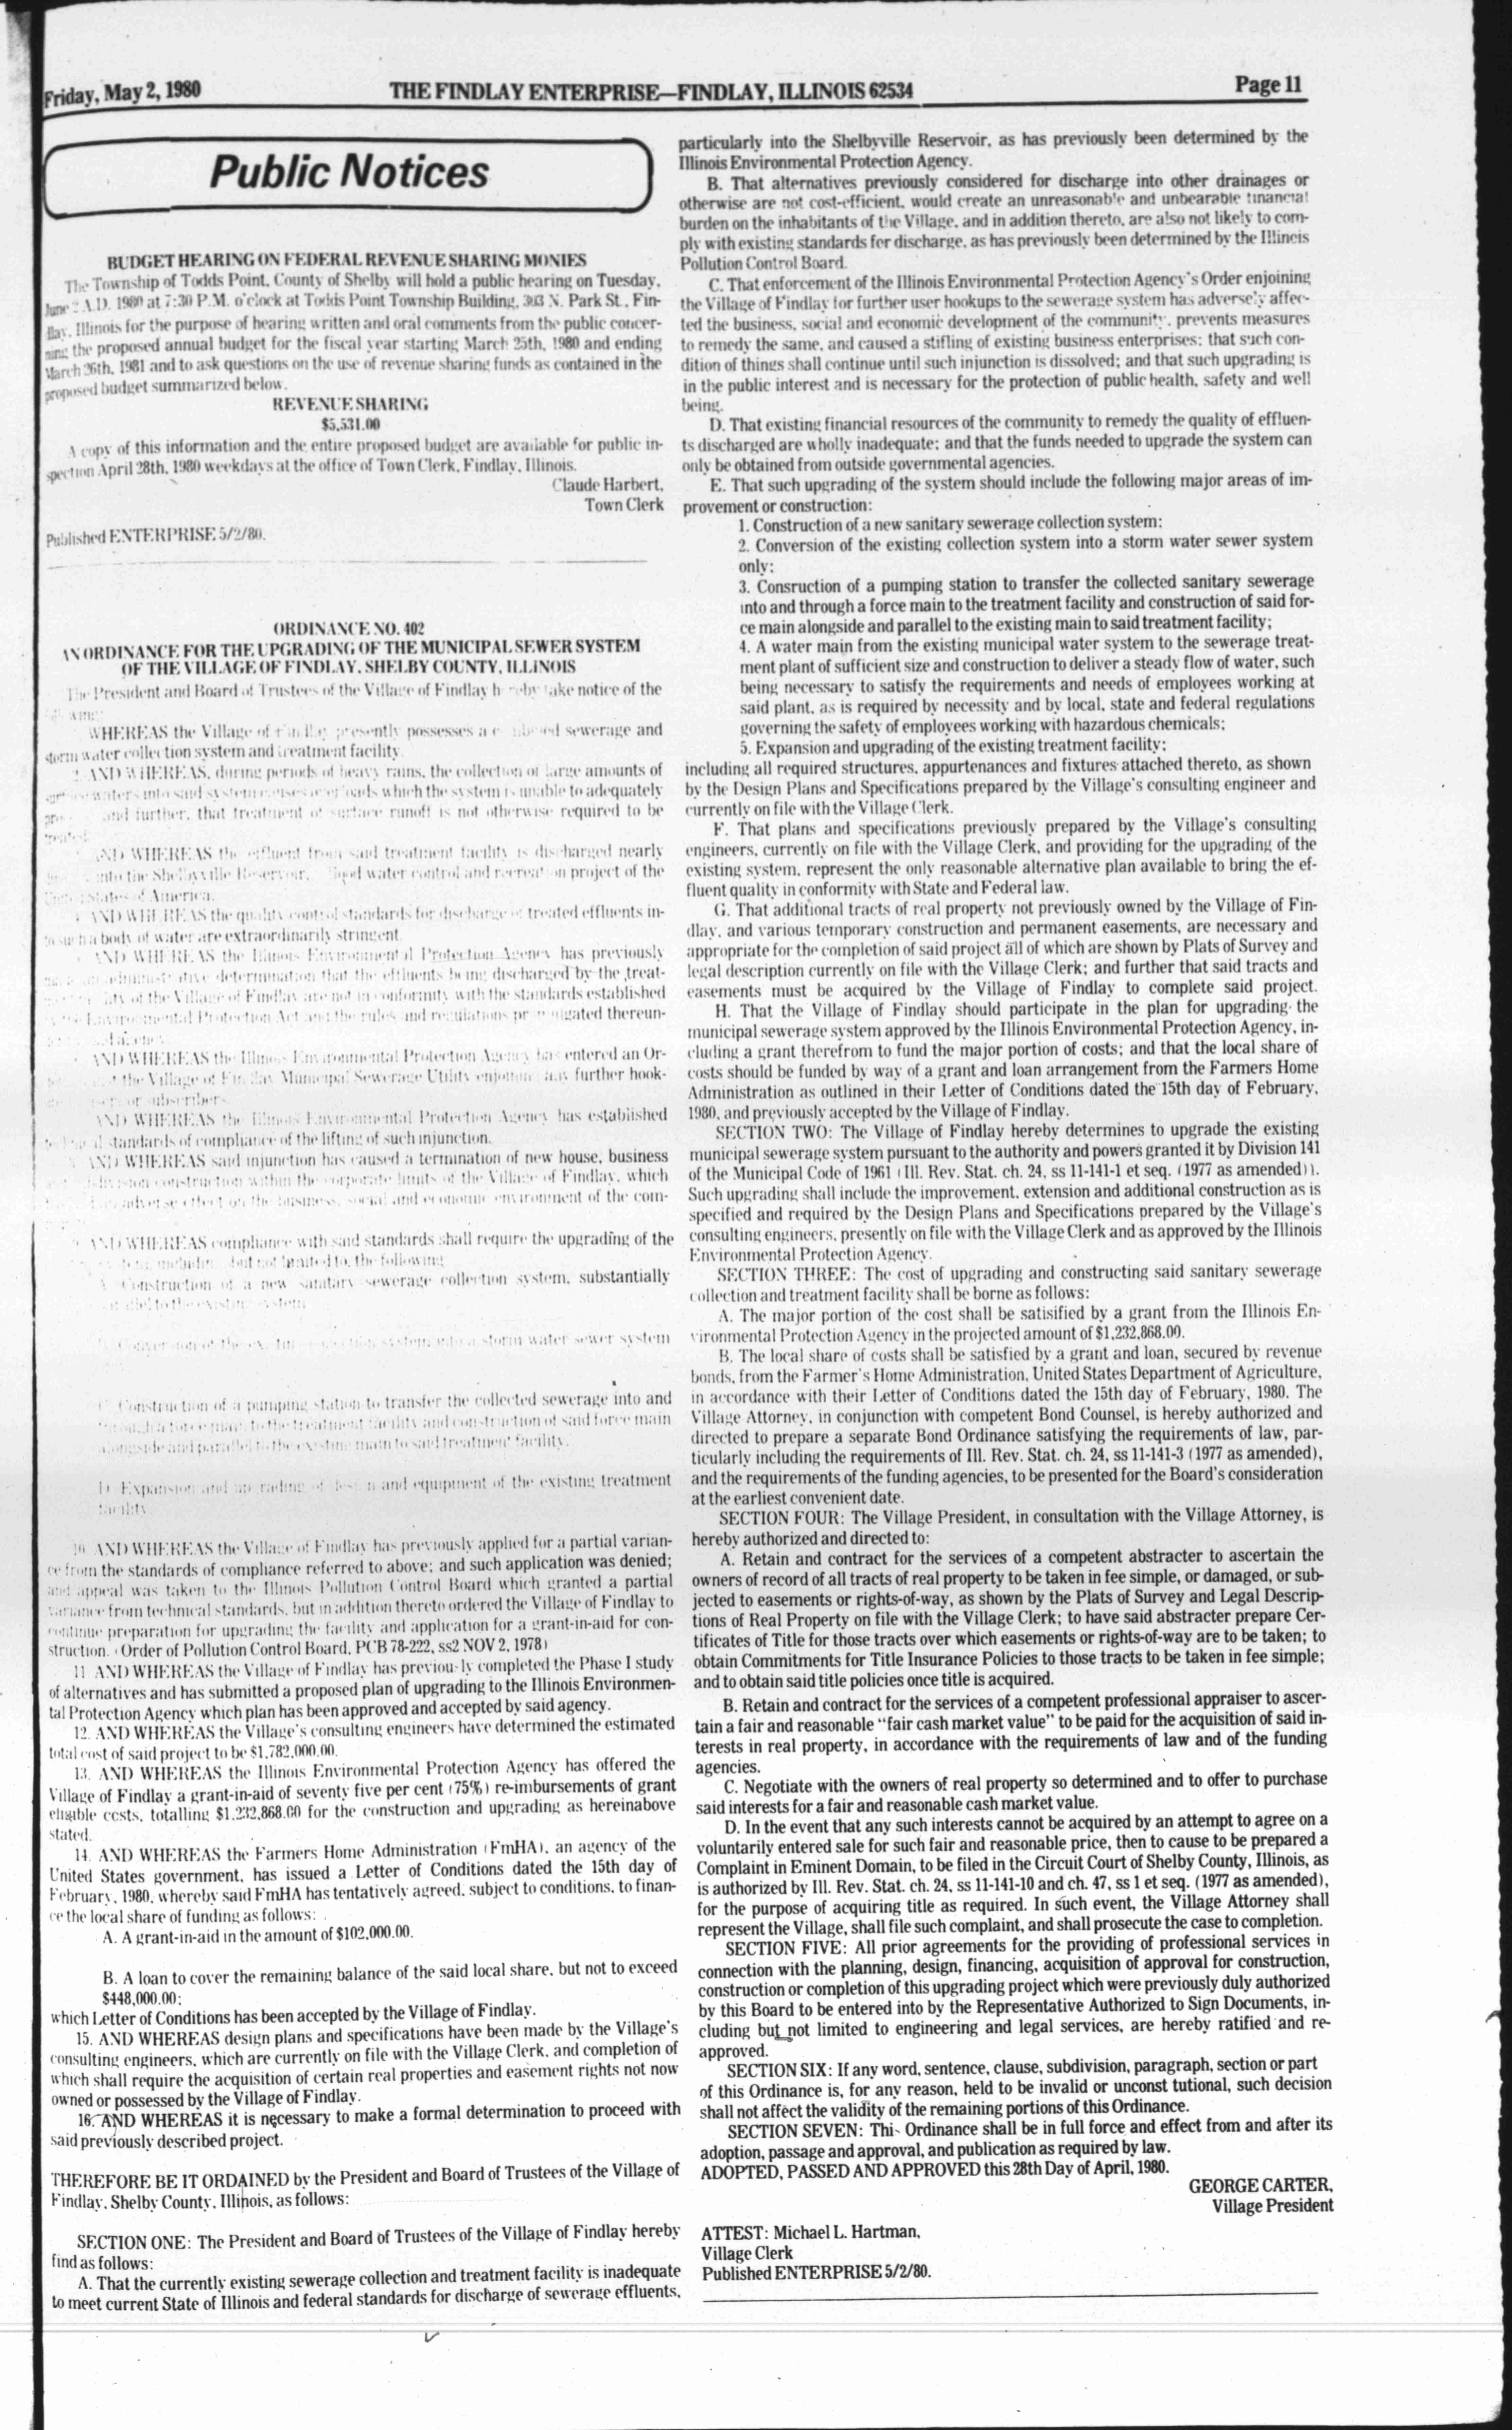 Friday, May 2, 1980
THE FINDLAY ENTERPRISE—FINDLAY, ILLINOIS 62534
Page 11
Public Notices
BUDGET HEARING ON FEDERAL REVENUE SHARING MONIES
The Township of Todds Point, County of Shelby will hold a public hearing on Tuesday,
June A.D. 1980 at 7:30 P.M. o'clock at Todds Point Township Building, 303 N. Park St., Fin-
lay, Illinois for the purpose of hearing written and oral comments from the public concer-
ning the proposed annual budget for the fiscal year starting March 25th, 1980 and ending
March 26th, 1981 and to ask questions on the use of revenue sharing funds as contained in the
proposed budget summarized below.
REVENUE SHARING
$5,531.00
A copy of this information and the entire proposed budget are available for public in-
spection April 28th, 1980 weekdays at the office of Town Clerk, Findlay, Illinois.
Claude Harbert,
Town Clerk
Published ENTERPRISE 5/2/80.
ORDINANCE NO. 402
AN ORDINANCE FOR THE UPGRADING OF THE MUNICIPAL SEWER SYSTEM
OF THE VILLAGE OF FINDLAY, SHELBY COUNTY, ILLINOIS
The President and Board of Trustees of the Village of Findlay take notice of the
WHEREAS the Village of presently possesses a sewerage and
storm water collection system and treatment facility.
AND WHEREAS, during periods of heavy rains, the collection of large amounts of
waters into said system which the system is unable to adequately
and further, that treatment of surface runoff is not otherwise required to be
AND WHEREAS the effluent from said treatment facility is discharged nearly
into the Shelbyville Reservoir, water control and recreation project of the
States of America.
AND WHEREAS the quality control standards for discharge of treated effluents in-
to such a body of water are extraordinarily stringent.
AND WHEREAS the Illinois Environmental Protection Agency has previously
determination that the effluents being discharged by the treat-
of the Village of Findlay are not in conformity with the standards established
Environmental Protection Act and the rules and regulations thereun-
AND WHEREAS the Illinois Environmental Protection Agency has entered an Or-
the Village of Findlay Municipal Sewerage Utility enjoining any further hook-
or subscribers
AND WHEREAS the Illinois Environmental Protection Agency has established
standards of compliance of the lifting of such injunction.
AND WHEREAS said injunction has caused a termination of new house, business
construction within the corporate limits of the Village of Findlay, which
adverse effect on the business, social and economic environment of the com-
AND WHEREAS compliance with said standards shall require the upgrading of the
but not limited to, the following
A. Construction of a new sanitary sewerage collection system, substantially
to the existing system
system into a storm water sewer system
Construction of a pumping station to transfer the collected sewerage into and
through a force main to the treatment facility and construction of said force main
alongside and parallel to the existing main to said treatment facility.
D. Expansion and and equipment of the existing treatment
facility
10. AND WHEREAS the Village of Findlay has previously applied for a partial varian-
ce from the standards of compliance referred to above; and such application was denied;
and appeal was taken to the Illinois Pollution Control Board which granted a partial
variance from technical standards, but in addition thereto ordered the Village of Findlay to
continue preparation for upgrading the facility and application for a grant-in-aid for con-
struction. (Order of Pollution Control Board, PCB 78-222, ss2 NOV 2, 1978)
11. AND WHEREAS the Village of Findlay has previously completed the Phase I study
of alternatives and has submitted a proposed plan of upgrading to the Illinois Environmen-
tal Protection Agency which plan has been approved and accepted by said agency.
12. AND WHEREAS the Village's consulting engineers have determined the estimated
total cost of said project to be $1,782,000.00.
13. AND WHEREAS the Illinois Environmental Protection Agency has offered the
Village of Findlay a grant-in-aid of seventy five per cent (75%) re-imbursements of grant
eligible costs, totalling $1,232,868.00 for the construction and upgrading as hereinabove
stated.
14. AND WHEREAS the Farmers Home Administration (FmHA), an agency of the
United States government, has issued a Letter of Conditions dated the 15th day of
February, 1980, whereby said FmHA has tentatively agreed, subject to conditions, to finan-
ce the local share of funding as follows:
A. A grant-in-aid in the amount of $102,000.00.
B. A loan to cover the remaining balance of the said local share, but not to exceed
$448,000.00;
which Letter of Conditions has been accepted by the Village of Findlay.
15. AND WHEREAS design plans and specifications have been made by the Village's
consulting engineers, which are currently on file with the Village Clerk, and completion of
which shall require the acquisition of certain real properties and easement rights not now
owned or possessed by the Village of Findlay.
16. AND WHEREAS it is necessary to make a formal determination to proceed with
said previously described project.
THEREFORE BE IT ORDAINED by the President and Board of Trustees of the Village of
Findlay, Shelby County, Illinois, as follows:
SECTION ONE: The President and Board of Trustees of the Village of Findlay hereby
find as follows:
A. That the currently existing sewerage collection and treatment facility is inadequate
to meet current State of Illinois and federal standards for discharge of sewerage effluents,
particularly into the Shelbyville Reservoir, as has previously been determined by the
Illinois Environmental Protection Agency.
B. That alternatives previously considered for discharge into other drainages or
otherwise are not cost-efficient, would create an unreasonable and unbearable financial
burden on the inhabitants of the Village, and in addition thereto, are also not likely to com-
ply with existing standards for discharge, as has previously been determined by the Illinois
Pollution Control Board.
C. That enforcement of the Illinois Environmental Protection Agency's Order enjoining
the Village of Findlay for further user hookups to the sewerage system has adversely affec-
ted the business, social and economic development of the community, prevents measures
to remedy the same, and caused a stifling of existing business enterprises; that such con-
dition of things shall continue until such injunction is dissolved; and that such upgrading is
in the public interest and is necessary for the protection of public health, safety and well
being.
D. That existing financial resources of the community to remedy the quality of effluen-
ts discharged are wholly inadequate; and that the funds needed to upgrade the system can
only be obtained from outside governmental agencies.
E. That such upgrading of the system should include the following major areas of im-
provement or construction:
1. Construction of a new sanitary sewerage collection system;
2. Conversion of the existing collection system into a storm water sewer system
only;
3. Consruction of a pumping station to transfer the collected sanitary sewerage
into and through a force main to the treatment facility and construction of said for-
ce main alongside and parallel to the existing main to said treatment facility;
4. A water main from the existing municipal water system to the sewerage treat-
ment plant of sufficient size and construction to deliver a steady flow of water, such
being necessary to satisfy the requirements and needs of employees working at
said plant, as is required by necessity and by local, state and federal regulations
governing the safety of employees working with hazardous chemicals;
5. Expansion and upgrading of the existing treatment facility;
including all required structures, appurtenances and fixtures attached thereto, as shown
by the Design Plans and Specifications prepared by the Village's consulting engineer and
currently on file with the Village Clerk.
F. That plans and specifications previously prepared by the Village's consulting
engineers, currently on file with the Village Clerk, and providing for the upgrading of the
existing system, represent the only reasonable alternative plan available to bring the ef-
fluent quality in conformity with State and Federal law.
G. That additional tracts of real property not previously owned by the Village of Fin-
dlay, and various temporary construction and permanent easements, are necessary and
appropriate for the completion of said project all of which are shown by Plats of Survey and
legal description currently on file with the Village Clerk; and further that said tracts and
easements must be acquired by the Village of Findlay to complete said project.
H. That the Village of Findlay should participate in the plan for upgrading the
municipal sewerage system approved by the Illinois Environmental Protection Agency, in-
cluding a grant therefrom to fund the major portion of costs; and that the local share of
costs should be funded by way of a grant and loan arrangement from the Farmers Home
Administration as outlined in their Letter of Conditions dated the 15th day of February,
1980, and previously accepted by the Village of Findlay.
SECTION TWO: The Village of Findlay hereby determines to upgrade the existing
municipal sewerage system pursuant to the authority and powers granted it by Division 141
of the Municipal Code of 1961 (Ill. Rev. Stat. ch. 24, ss 11-141-1 et seq. (1977 as amended)).
Such upgrading shall include the improvement, extension and additional construction as is
specified and required by the Design Plans and Specifications prepared by the Village's
consulting engineers, presently on file with the Village Clerk and as approved by the Illinois
Environmental Protection Agency.
SECTION THREE: The cost of upgrading and constructing said sanitary sewerage
collection and treatment facility shall be borne as follows:
A. The major portion of the cost shall be satisified by a grant from the Illinois En-
vironmental Protection Agency in the projected amount of $1,232,868.00.
B. The local share of costs shall be satisfied by a grant and loan, secured by revenue
bonds, from the Farmer's Home Administration, United States Department of Agriculture,
in accordance with their Letter of Conditions dated the 15th day of February, 1980. The
Village Attorney, in conjunction with competent Bond Counsel, is hereby authorized and
directed to prepare a separate Bond Ordinance satisfying the requirements of law, par-
ticularly including the requirements of Ill. Rev. Stat. ch. 24, ss 11-141-3 (1977 as amended),
and the requirements of the funding agencies, to be presented for the Board's consideration
at the earliest convenient date.
SECTION FOUR: The Village President, in consultation with the Village Attorney, is
hereby authorized and directed to:
A. Retain and contract for the services of a competent abstracter to ascertain the
owners of record of all tracts of real property to be taken in fee simple, or damaged, or sub-
jected to easements or rights-of-way, as shown by the Plats of Survey and Legal Descrip-
tions of Real Property on file with the Village Clerk; to have said abstracter prepare Cer-
tificates of Title for those tracts over which easements or rights-of-way are to be taken; to
obtain Commitments for Title Insurance Policies to those tracts to be taken in fee simple;
and to obtain said title policies once title is acquired.
B. Retain and contract for the services of a competent professional appraiser to ascer-
tain a fair and reasonable "fair cash market value" to be paid for the acquisition of said in-
terests in real property, in accordance with the requirements of law and of the funding
agencies.
C. Negotiate with the owners of real property so determined and to offer to purchase
said interests for a fair and reasonable cash market value.
D. In the event that any such interests cannot be acquired by an attempt to agree on a
voluntarily entered sale for such fair and reasonable price, then to cause to be prepared a
Complaint in Eminent Domain, to be filed in the Circuit Court of Shelby County, Illinois, as
is authorized by Ill. Rev. Stat. ch. 24, ss 11-141-10 and ch. 47, ss 1 et seq. (1977 as amended),
for the purpose of acquiring title as required. In such event, the Village Attorney shall
represent the Village, shall file such complaint, and shall prosecute the case to completion.
SECTION FIVE: All prior agreements for the providing of professional services in
connection with the planning, design, financing, acquisition of approval for construction,
construction or completion of this upgrading project which were previously duly authorized
by this Board to be entered into by the Representative Authorized to Sign Documents, in-
cluding but not limited to engineering and legal services, are hereby ratified and re-
approved.
SECTION SIX: If any word, sentence, clause, subdivision, paragraph, section or part
of this Ordinance is, for any reason, held to be invalid or unconst tutional, such decision
shall not affect the validity of the remaining portions of this Ordinance.
SECTION SEVEN: This Ordinance shall be in full force and effect from and after its
adoption, passage and approval, and publication as required by law.
ADOPTED, PASSED AND APPROVED this 28th Day of April, 1980.
GEORGE CARTER,
Village President
ATTEST: Michael L. Hartman,
Village Clerk
Published ENTERPRISE 5/2/80.